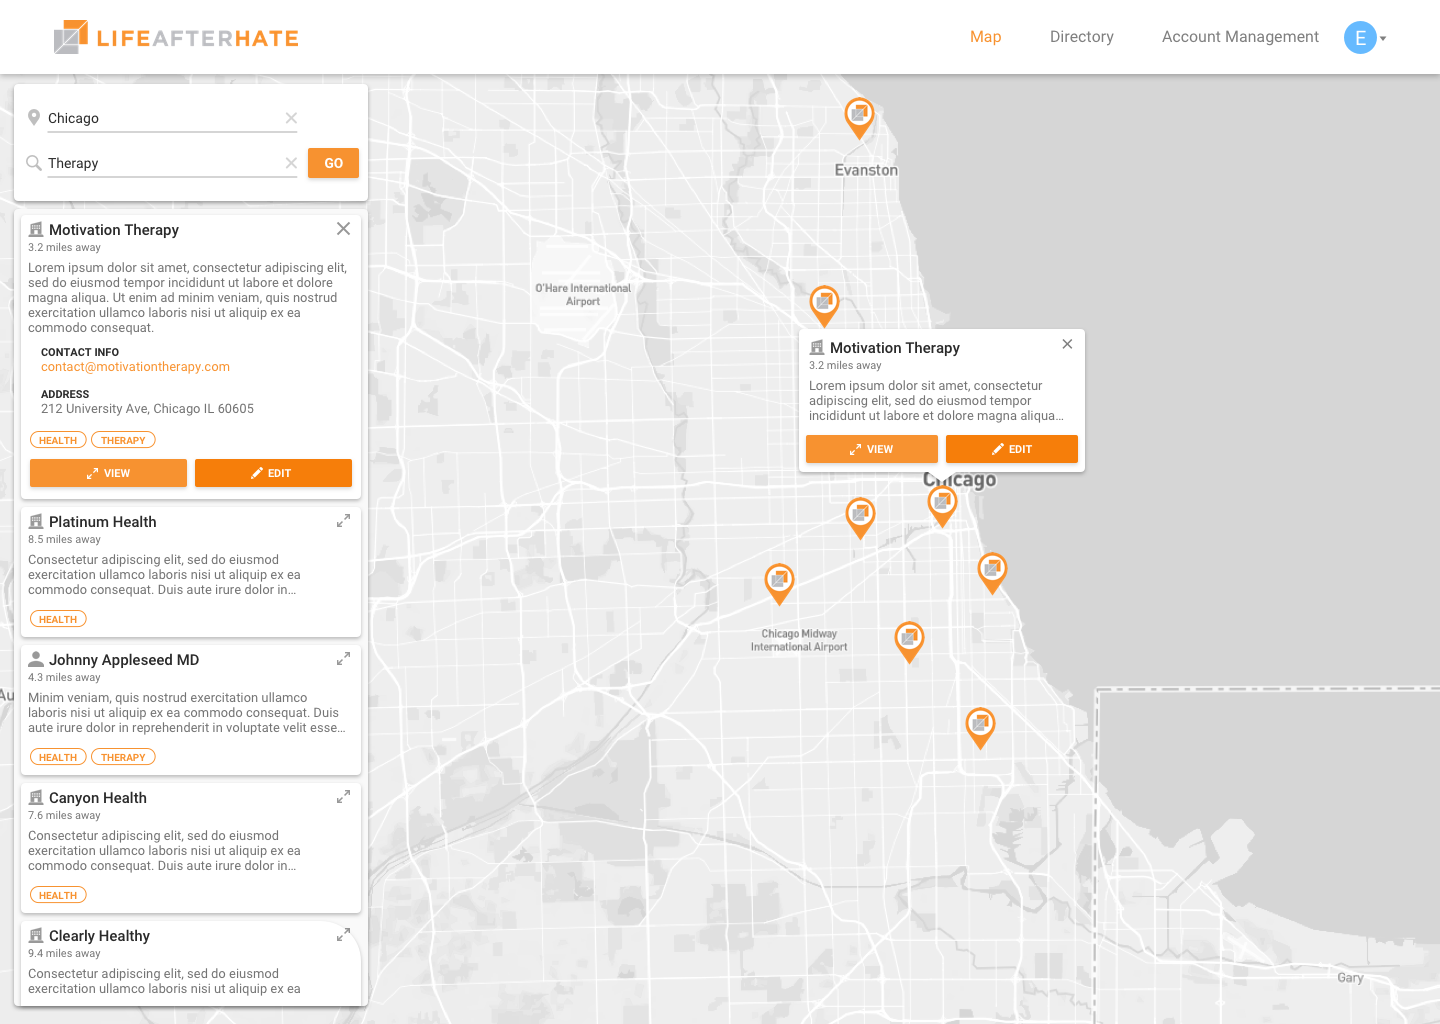 LIFEAFTERHATE
Map
Directory
Account Management
E
Chicago
Therapy
GO
Motivation Therapy
3.2 miles away
Lorem ipsum dolor sit amet, consectetur adipiscing elit,
sed do eiusmod tempor incididunt ut labore et dolore
magna aliqua. Ut enim ad minim veniam, quis nostrud
exercitation ullamco laboris nisi ut aliquip ex ea
commodo consequat.
CONTACT INFO
contact@motivationtherapy.com
ADDRESS
212 University Ave, Chicago IL 60605
HEALTH
THERAPY
VIEW
EDIT
Platinum Health
8.5 miles away
Consectetur adipiscing elit, sed do eiusmod
exercitation ullamco laboris nisi ut aliquip ex ea
commodo consequat. Duis aute irure dolor in...
HEALTH
Johnny Appleseed MD
4.3 miles away
Minim veniam, quis nostrud exercitation ullamco
laboris nisi ut aliquip ex ea commodo consequat. Duis
aute irure dolor in reprehenderit in voluptate velit esse...
HEALTH
THERAPY
Canyon Health
7.6 miles away
Consectetur adipiscing elit, sed do eiusmod
exercitation ullamco laboris nisi ut aliquip ex ea
commodo consequat. Duis aute irure dolor in...
HEALTH
Clearly Healthy
9.4 miles away
Consectetur adipiscing elit, sed do eiusmod
exercitation ullamco laboris nisi ut aliquip ex ea
Au
Evanston
O'Hare International
Airport
Motivation Therapy
3.2 miles away
Lorem ipsum dolor sit amet, consectetur
adipiscing elit, sed do eiusmod tempor
incididunt ut labore et dolore magna aliqua...
VIEW
EDIT
Chicago
Chicago Midway
International Airport
Gary